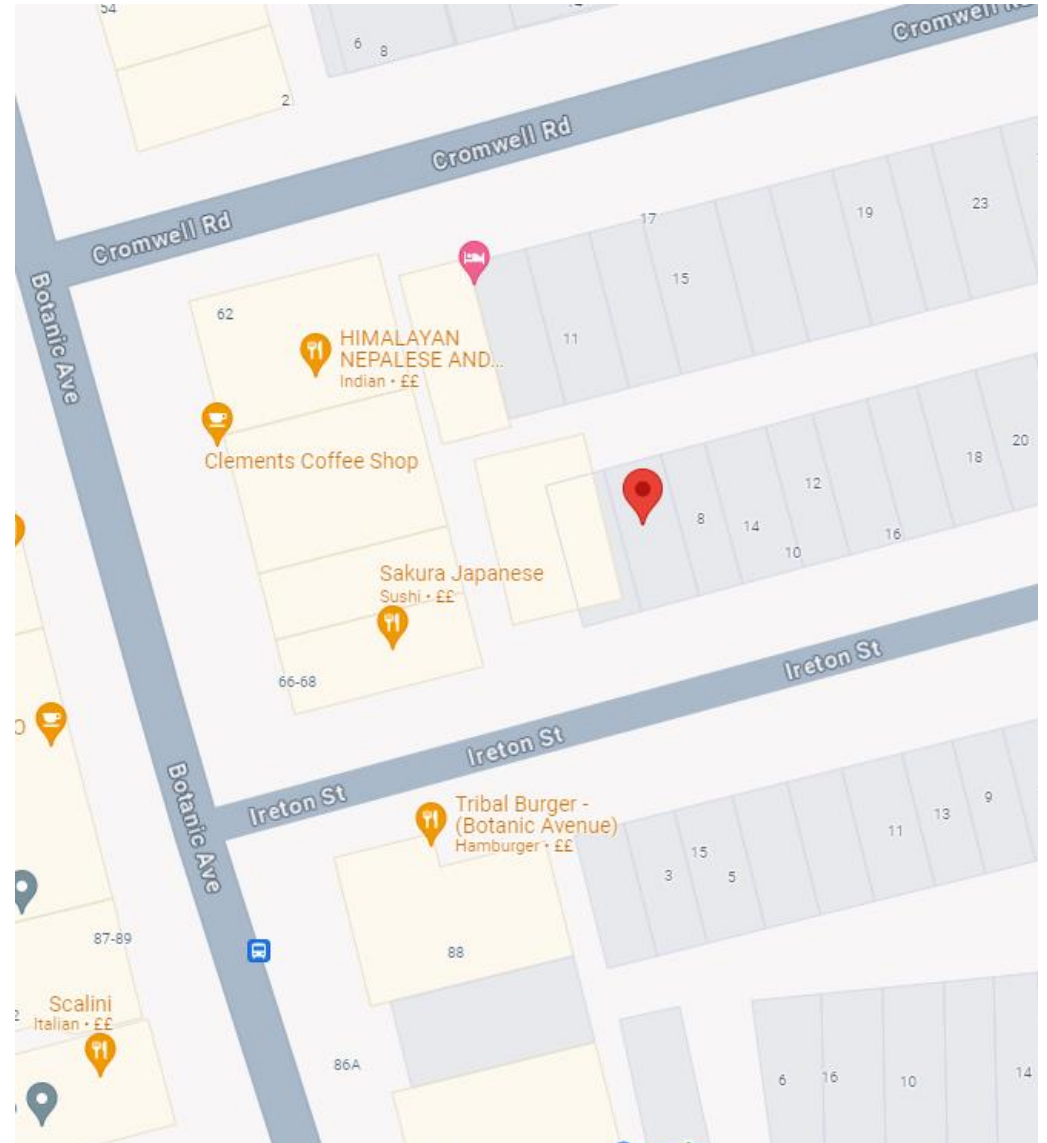 54
6
8
2
Cromwell Rd
Cromwell Rd
Cromwell
17
19
23
15
11
Botanic Ave
62
HIMALAYAN
NEPALESE AND...
Indian • ££
Clements Coffee Shop
20
18
12
8
14
10
16
Sakura Japanese
Sushi • ££
66-68
Ireton St
Ireton St
Ireton St
Botanic Ave
Tribal Burger -
(Botanic Avenue)
Hamburger • ££
9
13
11
15
3
5
87-89
88
Scalini
Italian • ££
86A
6
16
10
14